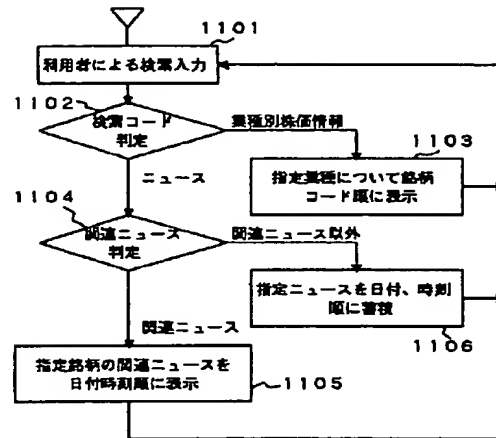 1101
利用者による検索入力
1102
検索コード
判定
業種別株価情報
1103
指定業種について銘柄
コード順に表示
ニュース
1104
関連ニュース
判定
関連ニュース以外
指定ニュースを日付、時刻
順に蓄積
1106
関連ニュース
指定銘柄の関連ニュースを
日付時刻順に表示
1105